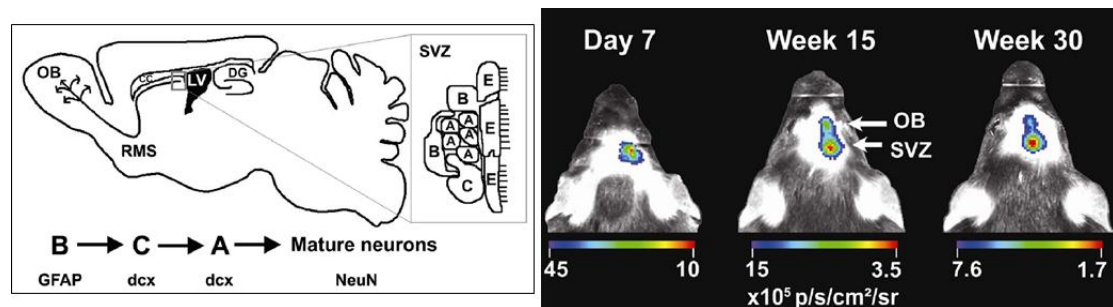 SVZ
OB
CC
LV
DG
E
B
A
A
E
A
A
B
A
A
C
E
RMS
B → C → A → Mature neurons
GFAP dcx dcx NeuN
Day 7 Week 15 Week 30
OB
SVZ
45 10 15 3.5 7.6 1.7
x10⁵ p/s/cm²/sr